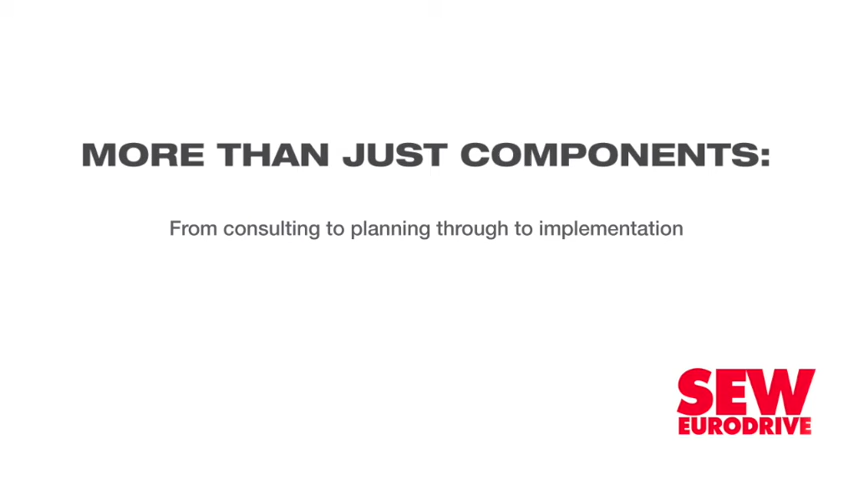 MORE THAN JUST COMPONENTS:
From consulting to planning through to implementation
SEW
EURODRIVE